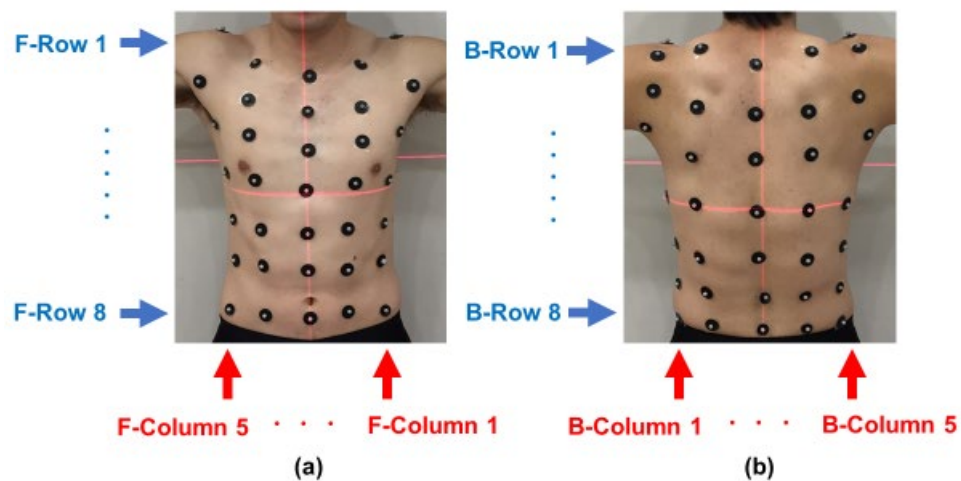 F-Row 1
B-Row 1
F-Row 8
B-Row 8
F-Column 5 · · · F-Column 1
B-Column 1 · · · B-Column 5
(a)
(b)